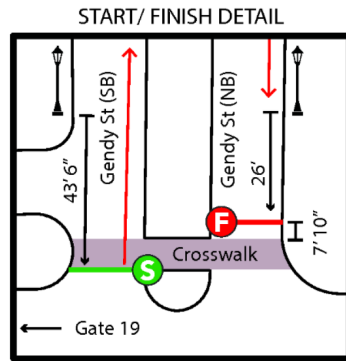 START/ FINISH DETAIL
Gendy St (SB)
Gendy St (NB)
43' 6"
26'
F
7' 10"
Crosswalk
S
Gate 19